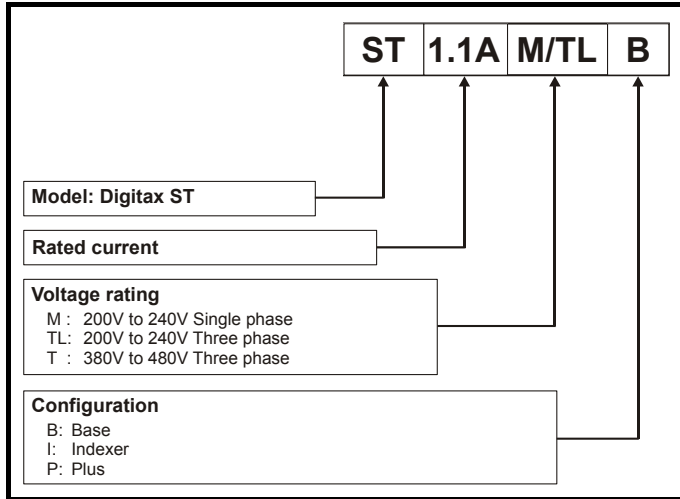 ST 1.1A M/TL B
Model: Digitax ST
Rated current
Voltage rating
M : 200V to 240V Single phase
TL: 200V to 240V Three phase
T : 380V to 480V Three phase
Configuration
B: Base
I: Indexer
P: Plus